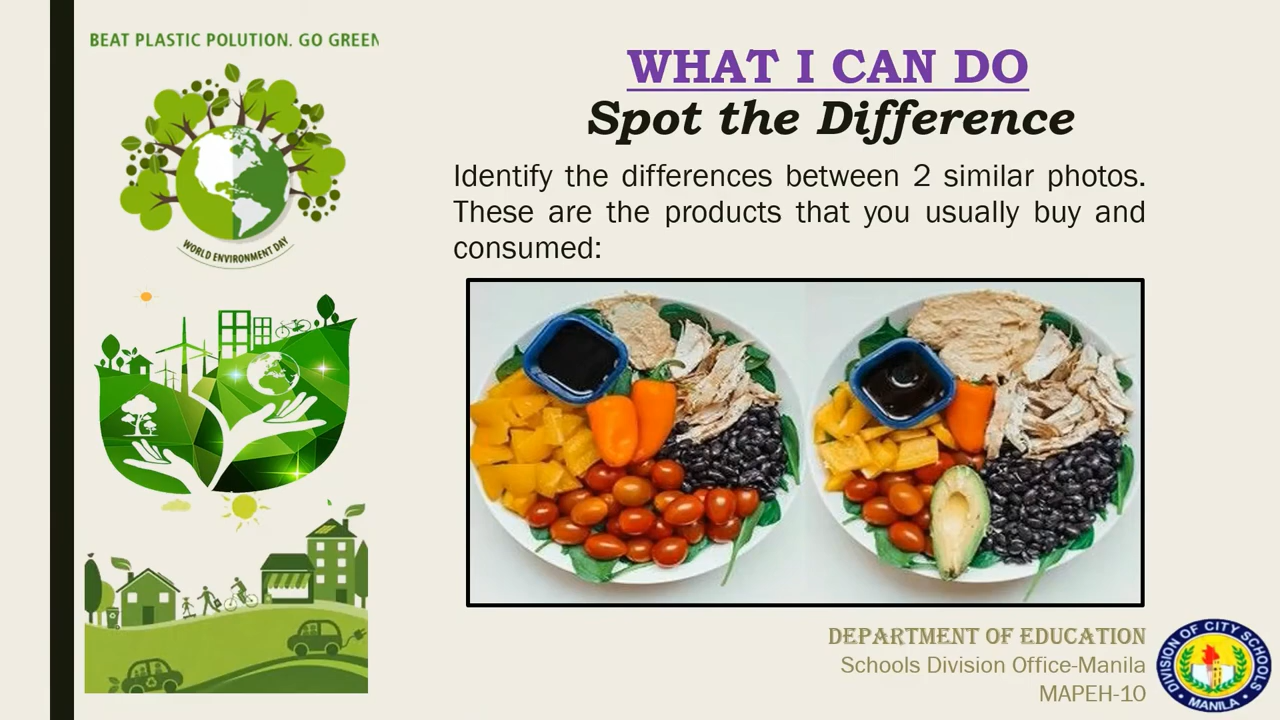 BEAT PLASTIC POLUTION. GO GREEN
WORLD ENVIRONMENT DAY
WHAT I CAN DO
Spot the Difference
Identify the differences between 2 similar photos.
These are the products that you usually buy and
consumed:
DEPARTMENT OF EDUCATION
Schools Division Office-Manila
MAPEH-10
DIVISION OF CITY SCHOOLS
MANILA